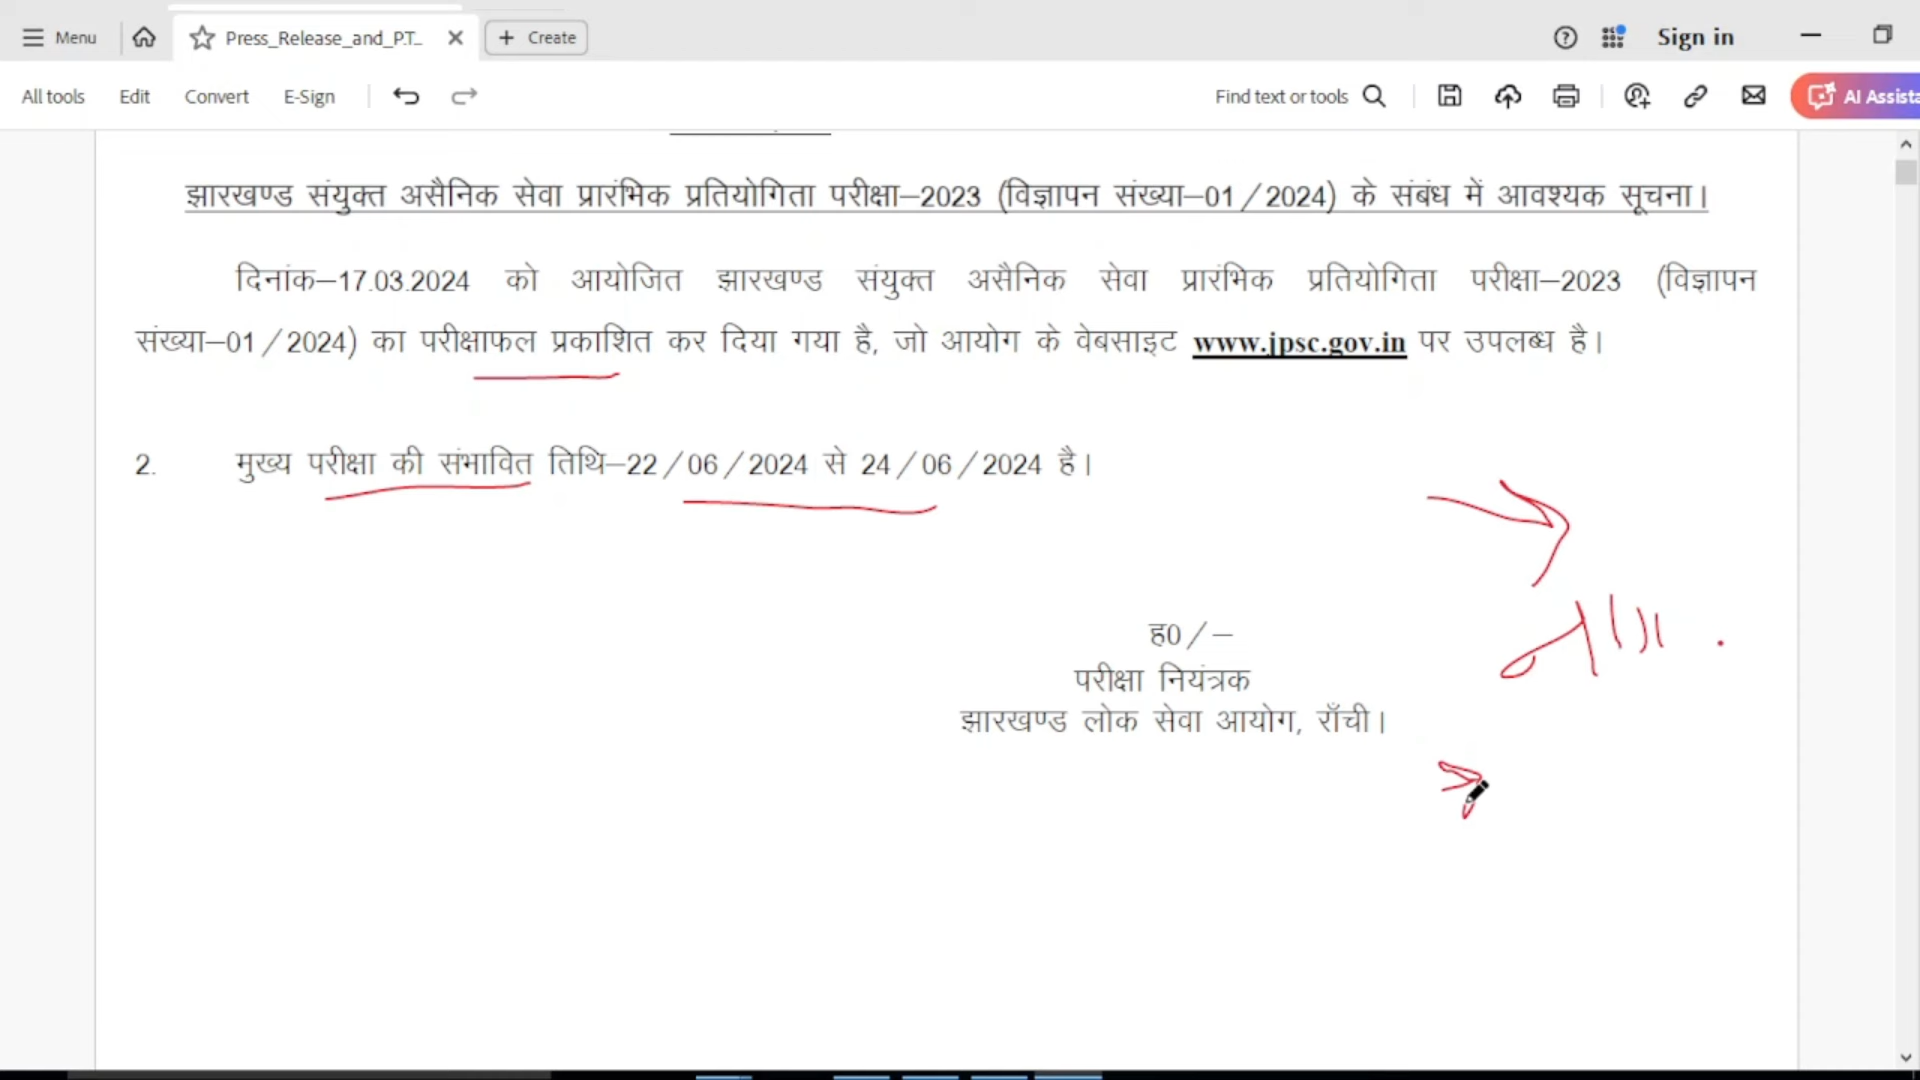 Menu Press_Release_and_P.T... Create Sign in
All tools Edit Convert E-Sign Find text or tools AI Assista
झारखण्ड संयुक्त असैनिक सेवा प्रारंभिक प्रतियोगिता परीक्षा–2023 (विज्ञापन संख्या–01/2024) के संबंध में आवश्यक सूचना।
दिनांक–17.03.2024 को आयोजित झारखण्ड संयुक्त असैनिक सेवा प्रारंभिक प्रतियोगिता परीक्षा–2023 (विज्ञापन
संख्या–01/2024) का परीक्षाफल प्रकाशित कर दिया गया है, जो आयोग के वेबसाइट www.jpsc.gov.in पर उपलब्ध है।
2. मुख्य परीक्षा की संभावित तिथि–22/06/2024 से 24/06/2024 है।
ह0/–
परीक्षा नियंत्रक
झारखण्ड लोक सेवा आयोग, राँची।